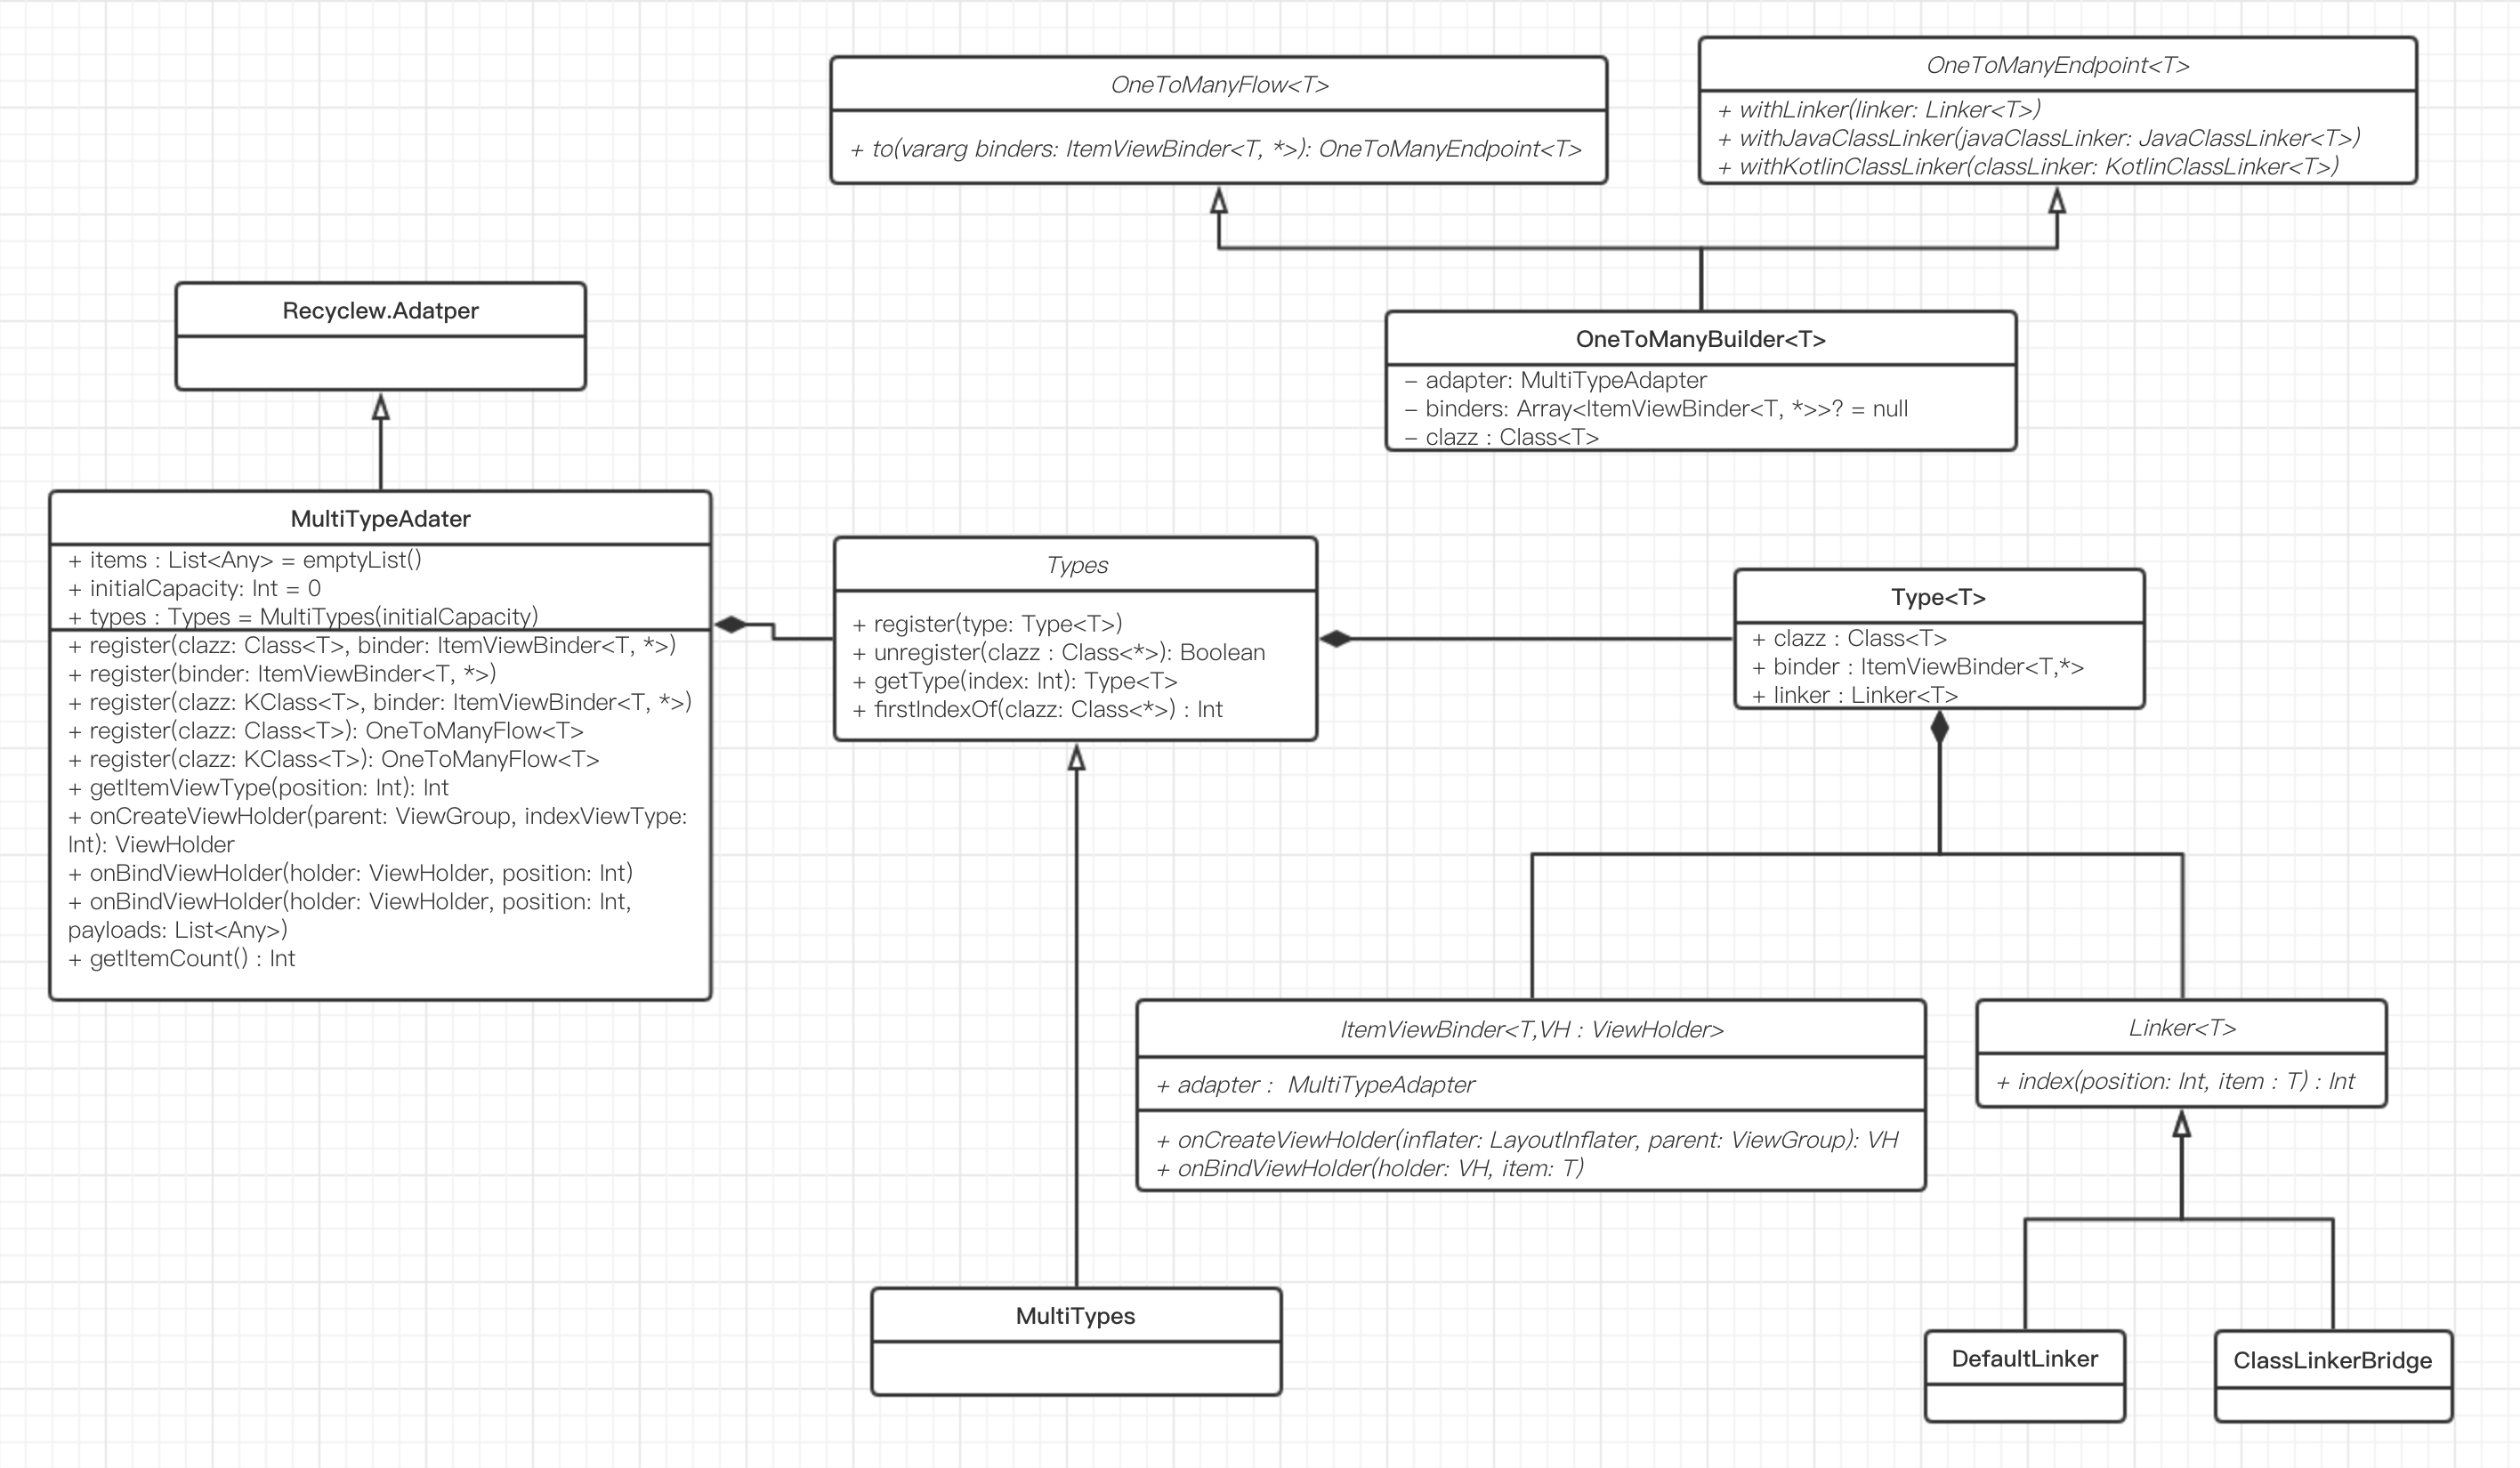 OneToManyFlow<T>
+ to(vararg binders: ItemViewBinder<T, *>): OneToManyEndpoint<T>
OneToManyEndpoint<T>
+ withLinker(linker: Linker<T>)
+ withJavaClassLinker(javaClassLinker: JavaClassLinker<T>)
+ withKotlinClassLinker(classLinker: KotlinClassLinker<T>)
Recyclew.Adatper
OneToManyBuilder<T>
– adapter: MultiTypeAdapter
– binders: Array<ItemViewBinder<T, *>>? = null
– clazz : Class<T>
MultiTypeAdater
+ items : List<Any> = emptyList()
+ initialCapacity: Int = 0
+ types : Types = MultiTypes(initialCapacity)
+ register(clazz: Class<T>, binder: ItemViewBinder<T, *>)
+ register(binder: ItemViewBinder<T, *>)
+ register(clazz: KClass<T>, binder: ItemViewBinder<T, *>)
+ register(clazz: Class<T>): OneToManyFlow<T>
+ register(clazz: KClass<T>): OneToManyFlow<T>
+ getItemViewType(position: Int): Int
+ onCreateViewHolder(parent: ViewGroup, indexViewType:
Int): ViewHolder
+ onBindViewHolder(holder: ViewHolder, position: Int)
+ onBindViewHolder(holder: ViewHolder, position: Int,
payloads: List<Any>)
+ getItemCount() : Int
Types
+ register(type: Type<T>)
+ unregister(clazz : Class<*>): Boolean
+ getType(index: Int): Type<T>
+ firstIndexOf(clazz: Class<*>) : Int
Type<T>
+ clazz : Class<T>
+ binder : ItemViewBinder<T,*>
+ linker : Linker<T>
ItemViewBinder<T,VH : ViewHolder>
+ adapter :  MultiTypeAdapter
+ onCreateViewHolder(inflater: LayoutInflater, parent: ViewGroup): VH
+ onBindViewHolder(holder: VH, item: T)
Linker<T>
+ index(position: Int, item : T) : Int
MultiTypes
DefaultLinker
ClassLinkerBridge